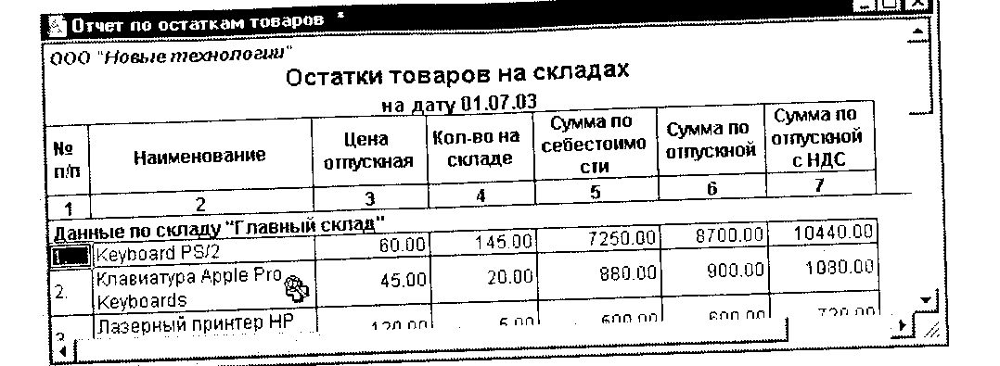 Отчет по остаткам товаров *
ООО "Новые технологии"
Остатки товаров на складах
на дату 01.07.03
№ п/п Наименование Цена отпускная Кол-во на складе Сумма по себестоимо сти Сумма по отпускной Сумма по отпускной с НДС
1 2 3 4 5 6 7
Данные по складу "Главный склад"
1. Keyboard PS/2 60.00 145.00 7250.00 8700.00 10440.00
2. Клавиатура Apple Pro Keyboards 45.00 20.00 880.00 900.00 1080.00
3. Лазерный принтер HP 120.00 5.00 600.00 600.00 720.00